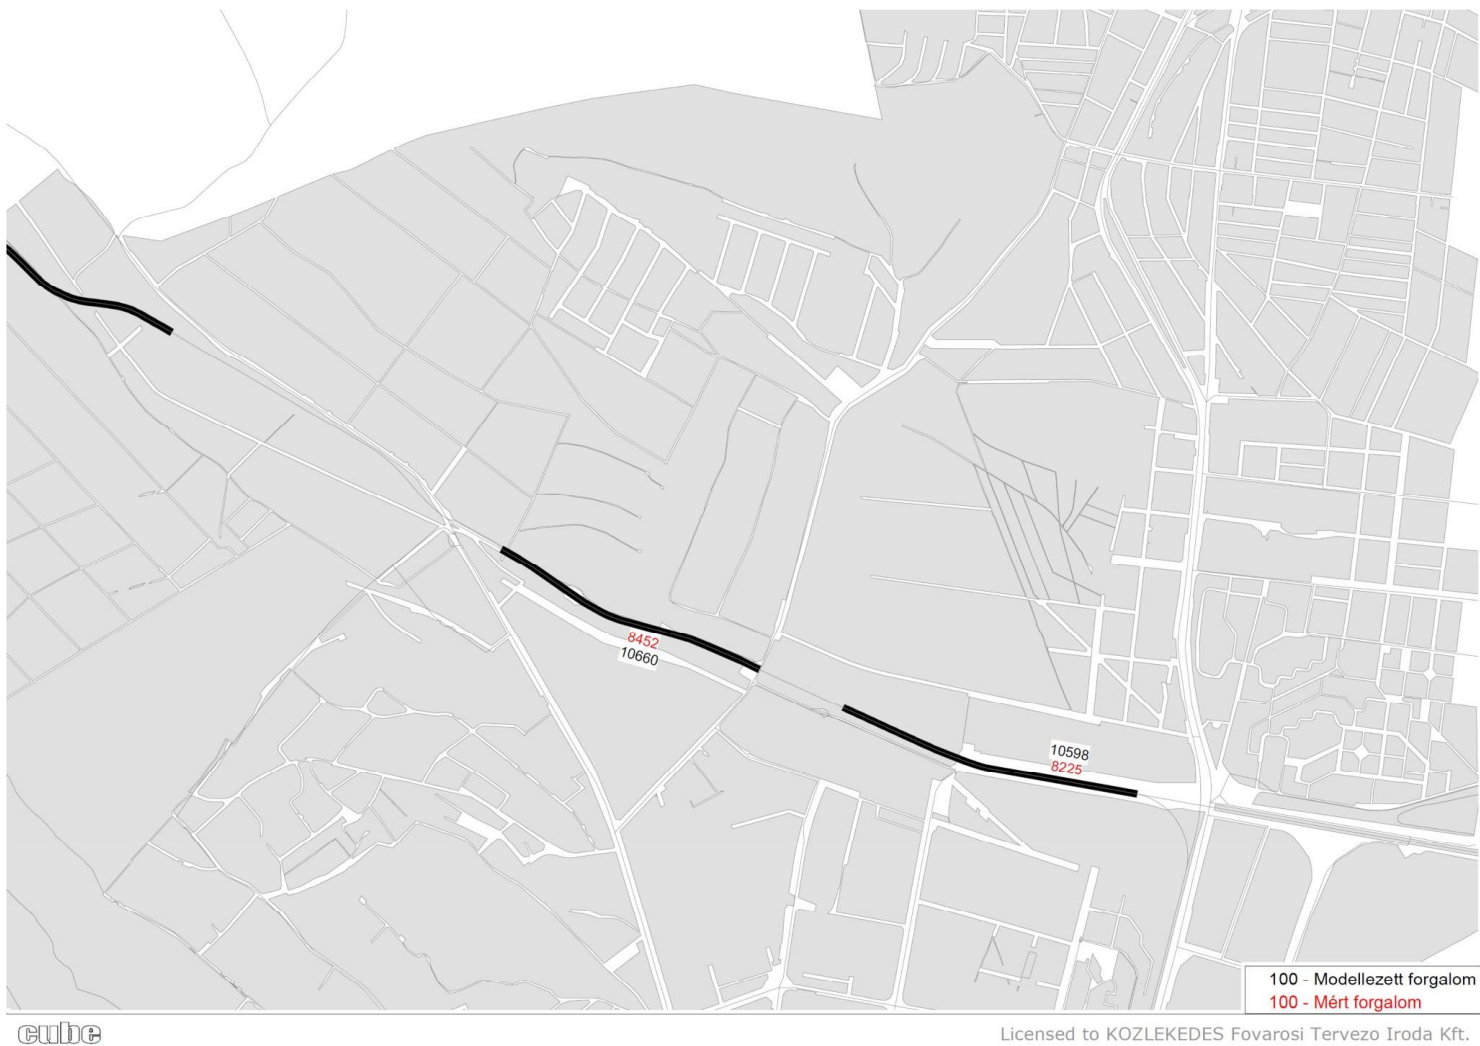 8452
10660
10598
8225
100 - Modellezett forgalom
100 - Mért forgalom
cube
Licensed to KOZLEKEDES Fovarosi Tervezo Iroda Kft.